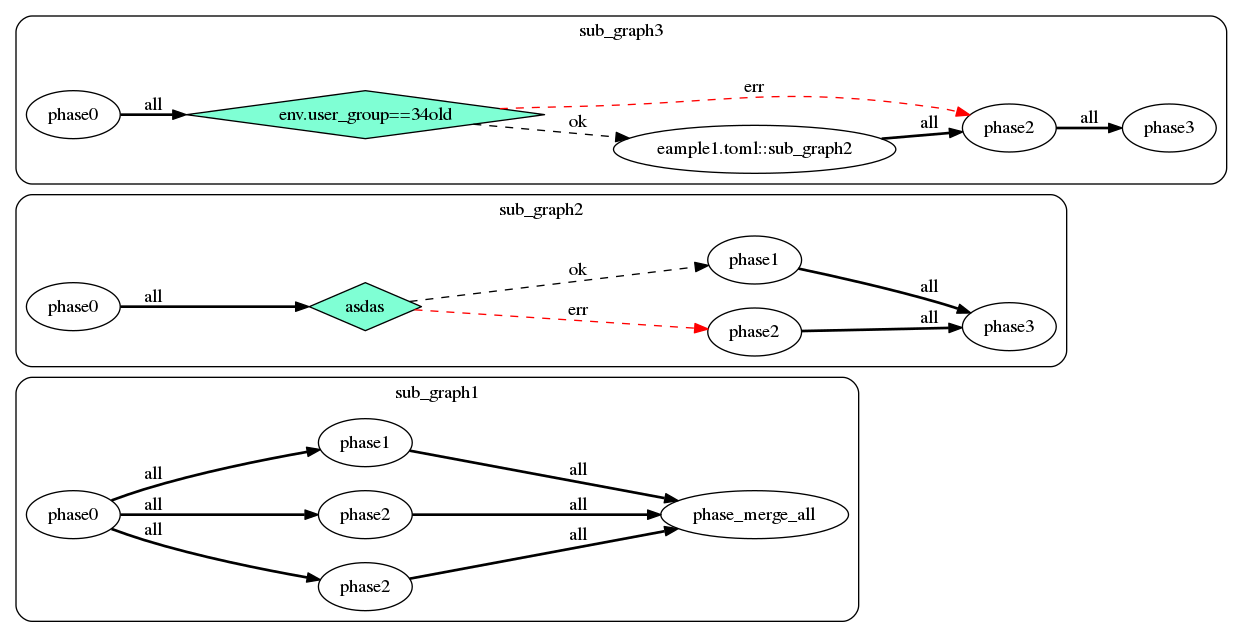 sub_graph3
phase0
all
env.user_group==34old
err
ok
eample1.toml::sub_graph2
all
phase2
all
phase3
sub_graph2
phase0
all
asdas
ok
err
phase1
phase2
all
all
phase3
sub_graph1
phase0
all
all
all
phase1
phase2
phase2
all
all
all
phase_merge_all